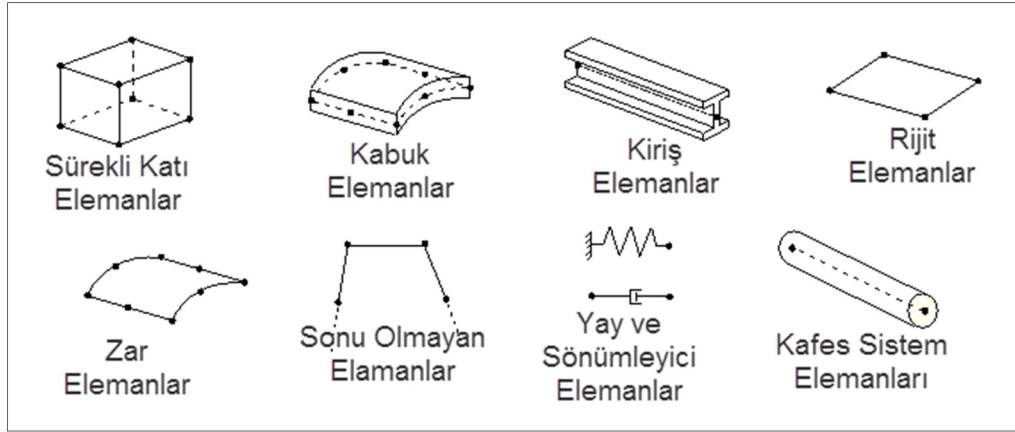 Sürekli Katı
Elemanlar
Kabuk
Elemanlar
Kiriş
Elemanlar
Rijit
Elemanlar
Zar
Elemanlar
Sonu Olmayan
Elamanlar
Yay ve
Sönümleyici
Elemanlar
Kafes Sistem
Elemanları